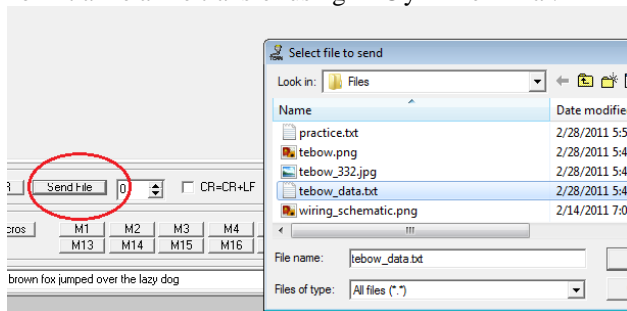 Select file to send
Look in: Files
Name Date modifie
practice.txt 2/28/2011 5:5
tebow.png 2/28/2011 5:4
tebow_332.jpg 2/28/2011 5:4
tebow_data.txt 2/28/2011 5:4
wiring_schematic.png 2/14/2011 7:0
R Send File 0 CR=CR+LF
cros M1 M2 M3 M4
M13 M14 M15 M16
File name: tebow_data.txt
brown fox jumped over the lazy dog
Files of type: All files (*.*)